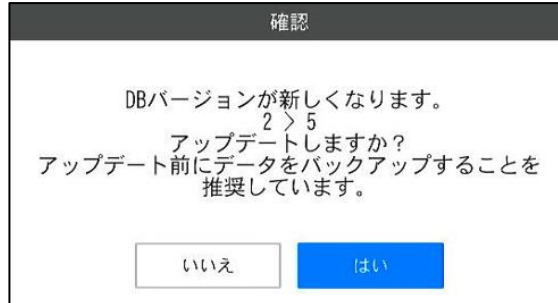 確認
DBバージョンが新しくなります。
2 > 5
アップデートしますか?
アップデート前にデータをバックアップすることを
推奨しています。
いいえ
はい